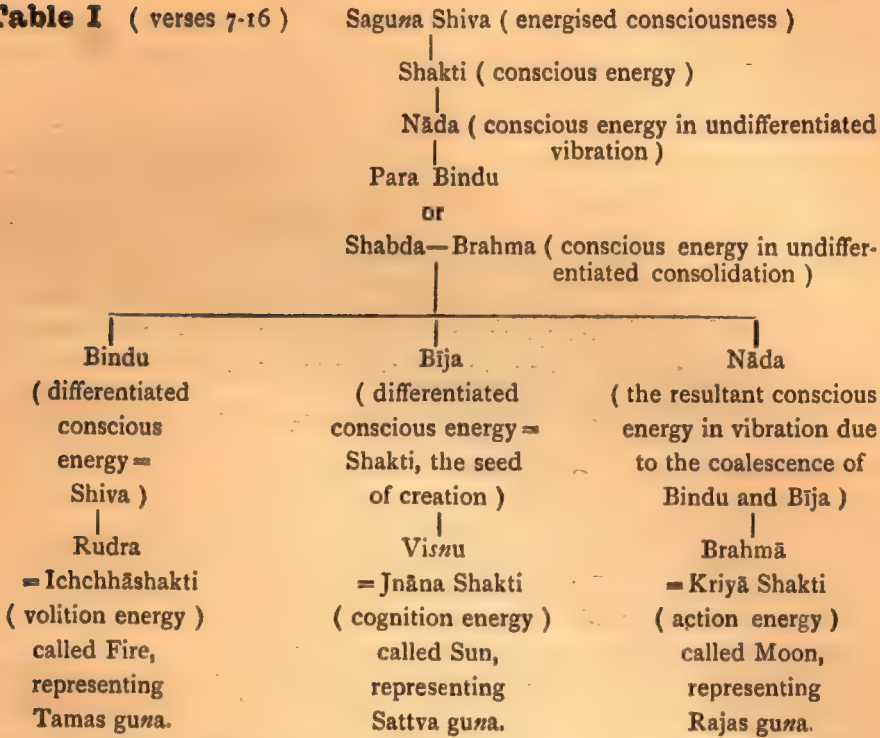 Table I ( verses 7-16 ) Saguna Shiva ( energised consciousness )
Shakti ( conscious energy )
Nāda ( conscious energy in undifferentiated
vibration )
Para Bindu
or
Shabda—Brahma ( conscious energy in undiffer-
entiated consolidation )
Bindu
( differentiated
conscious
energy =
Shiva )
Rudra
= Ichchhāshakti
( volition energy )
called Fire,
representing
Tamas guna.
Bīja
( differentiated
conscious energy =
Shakti, the seed
of creation )
Visnu
= Jnāna Shakti
( cognition energy )
called Sun,
representing
Sattva guna.
Nāda
( the resultant conscious
energy in vibration due
to the coalescence of
Bindu and Bīja )
Brahmā
= Kriyā Shakti
( action energy )
called Moon,
representing
Rajas guna.